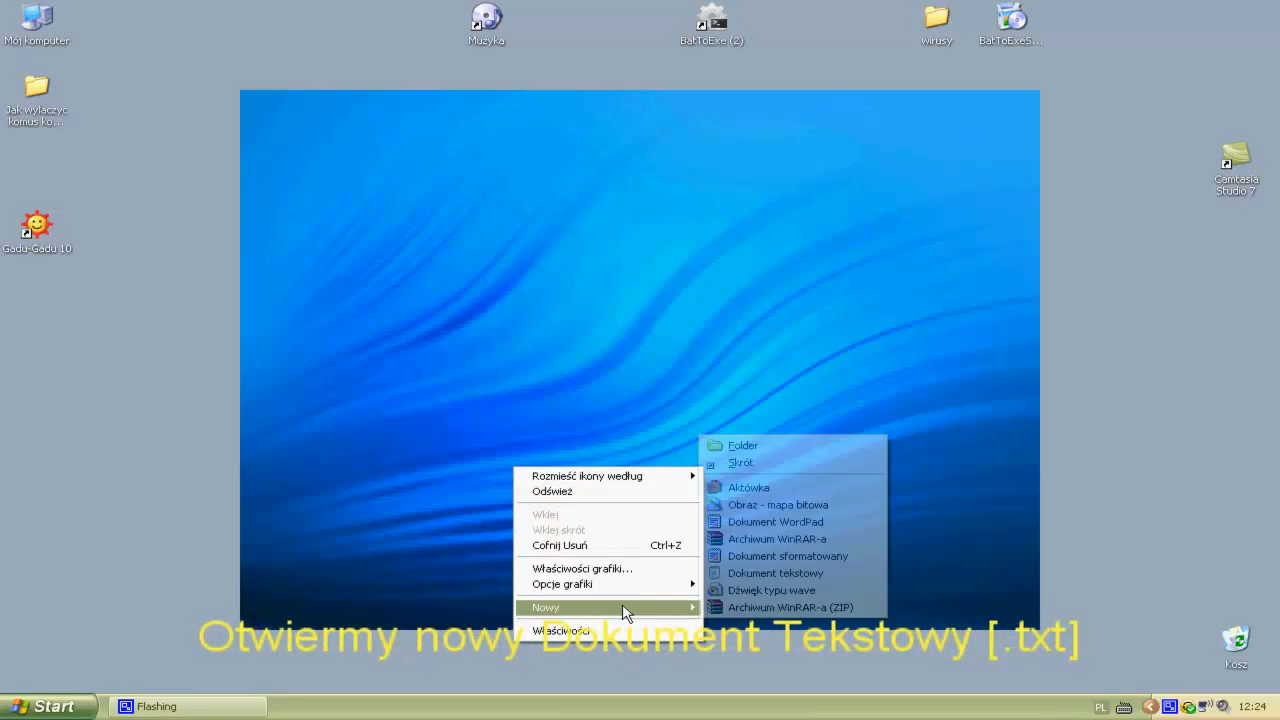 Mój komputer
Muzyka
BatToExe (2)
wirusy
BatToExeS...
Jak wylaczyc
komus ko...
Camtasia
Studio 7
Gadu-Gadu 10
Folder
Skrót
Aktówka
Obraz - mapa bitowa
Dokument WordPad
Archiwum WinRAR-a
Dokument sformatowany
Dokument tekstowy
Dźwięk typu wave
Archiwum WinRAR-a (ZIP)
Rozmieść ikony według
Odśwież
Wklej
Wklej skrót
Cofnij Usuń Ctrl+Z
Właściwości grafiki...
Opcje grafiki
Nowy
Właściwości
Otwiermy nowy Dokument Tekstowy [.txt]
Kosz
Start
Flashing
PL
12:24